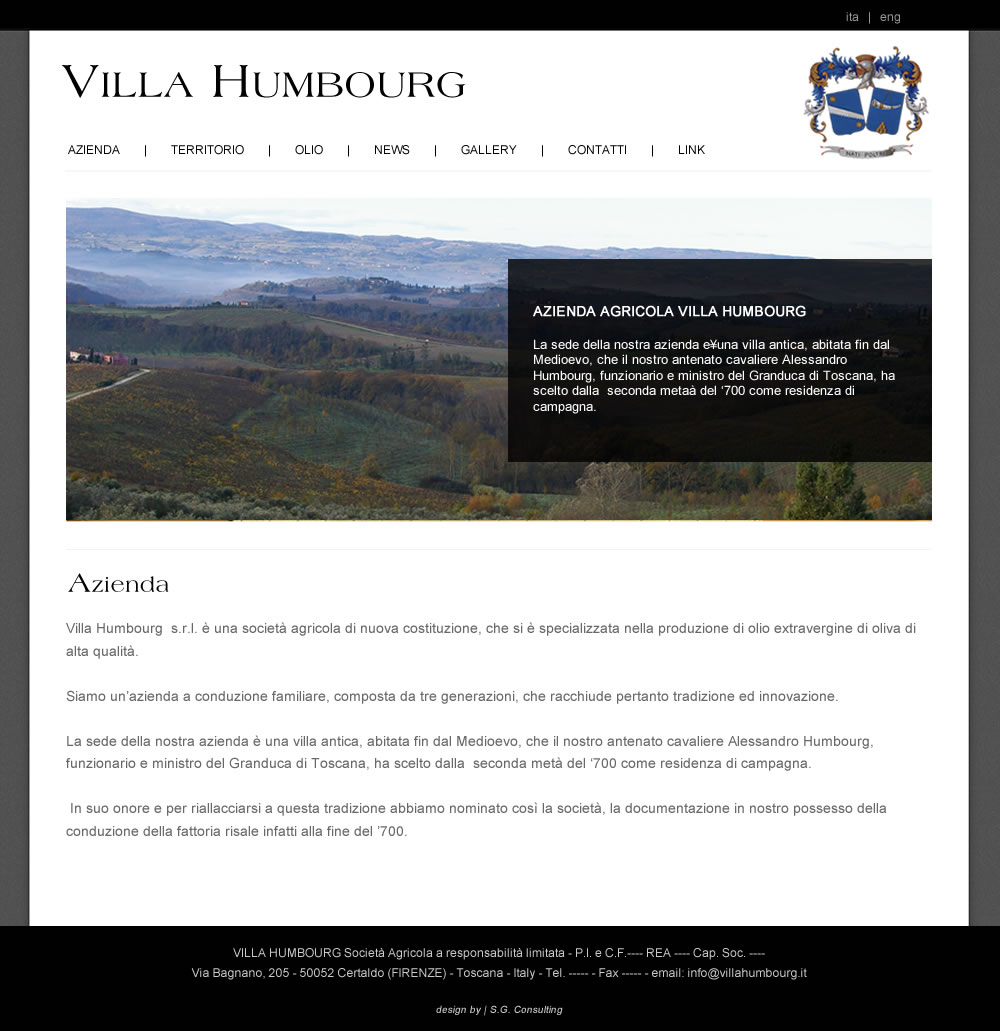 ita | eng
VILLA HUMBOURG
AZIENDA | TERRITORIO | OLIO | NEWS | GALLERY | CONTATTI | LINK
AZIENDA AGRICOLA VILLA HUMBOURG
La sede della nostra azienda e¥una villa antica, abitata fin dal
Medioevo, che il nostro antenato cavaliere Alessandro
Humbourg, funzionario e ministro del Granduca di Toscana, ha
scelto dalla  seconda metaà del ‘700 come residenza di
campagna.
Azienda
Villa Humbourg  s.r.l. è una società agricola di nuova costituzione, che si è specializzata nella produzione di olio extravergine di oliva di
alta qualità.
Siamo un’azienda a conduzione familiare, composta da tre generazioni, che racchiude pertanto tradizione ed innovazione.
La sede della nostra azienda è una villa antica, abitata fin dal Medioevo, che il nostro antenato cavaliere Alessandro Humbourg,
funzionario e ministro del Granduca di Toscana, ha scelto dalla  seconda metà del ‘700 come residenza di campagna.
In suo onore e per riallacciarsi a questa tradizione abbiamo nominato così la società, la documentazione in nostro possesso della
conduzione della fattoria risale infatti alla fine del ’700.
VILLA HUMBOURG Società Agricola a responsabilità limitata - P.I. e C.F.---- REA ---- Cap. Soc. ----
Via Bagnano, 205 - 50052 Certaldo (FIRENZE) - Toscana - Italy - Tel. ----- - Fax ----- - email: info@villahumbourg.it
design by | S.G. Consulting